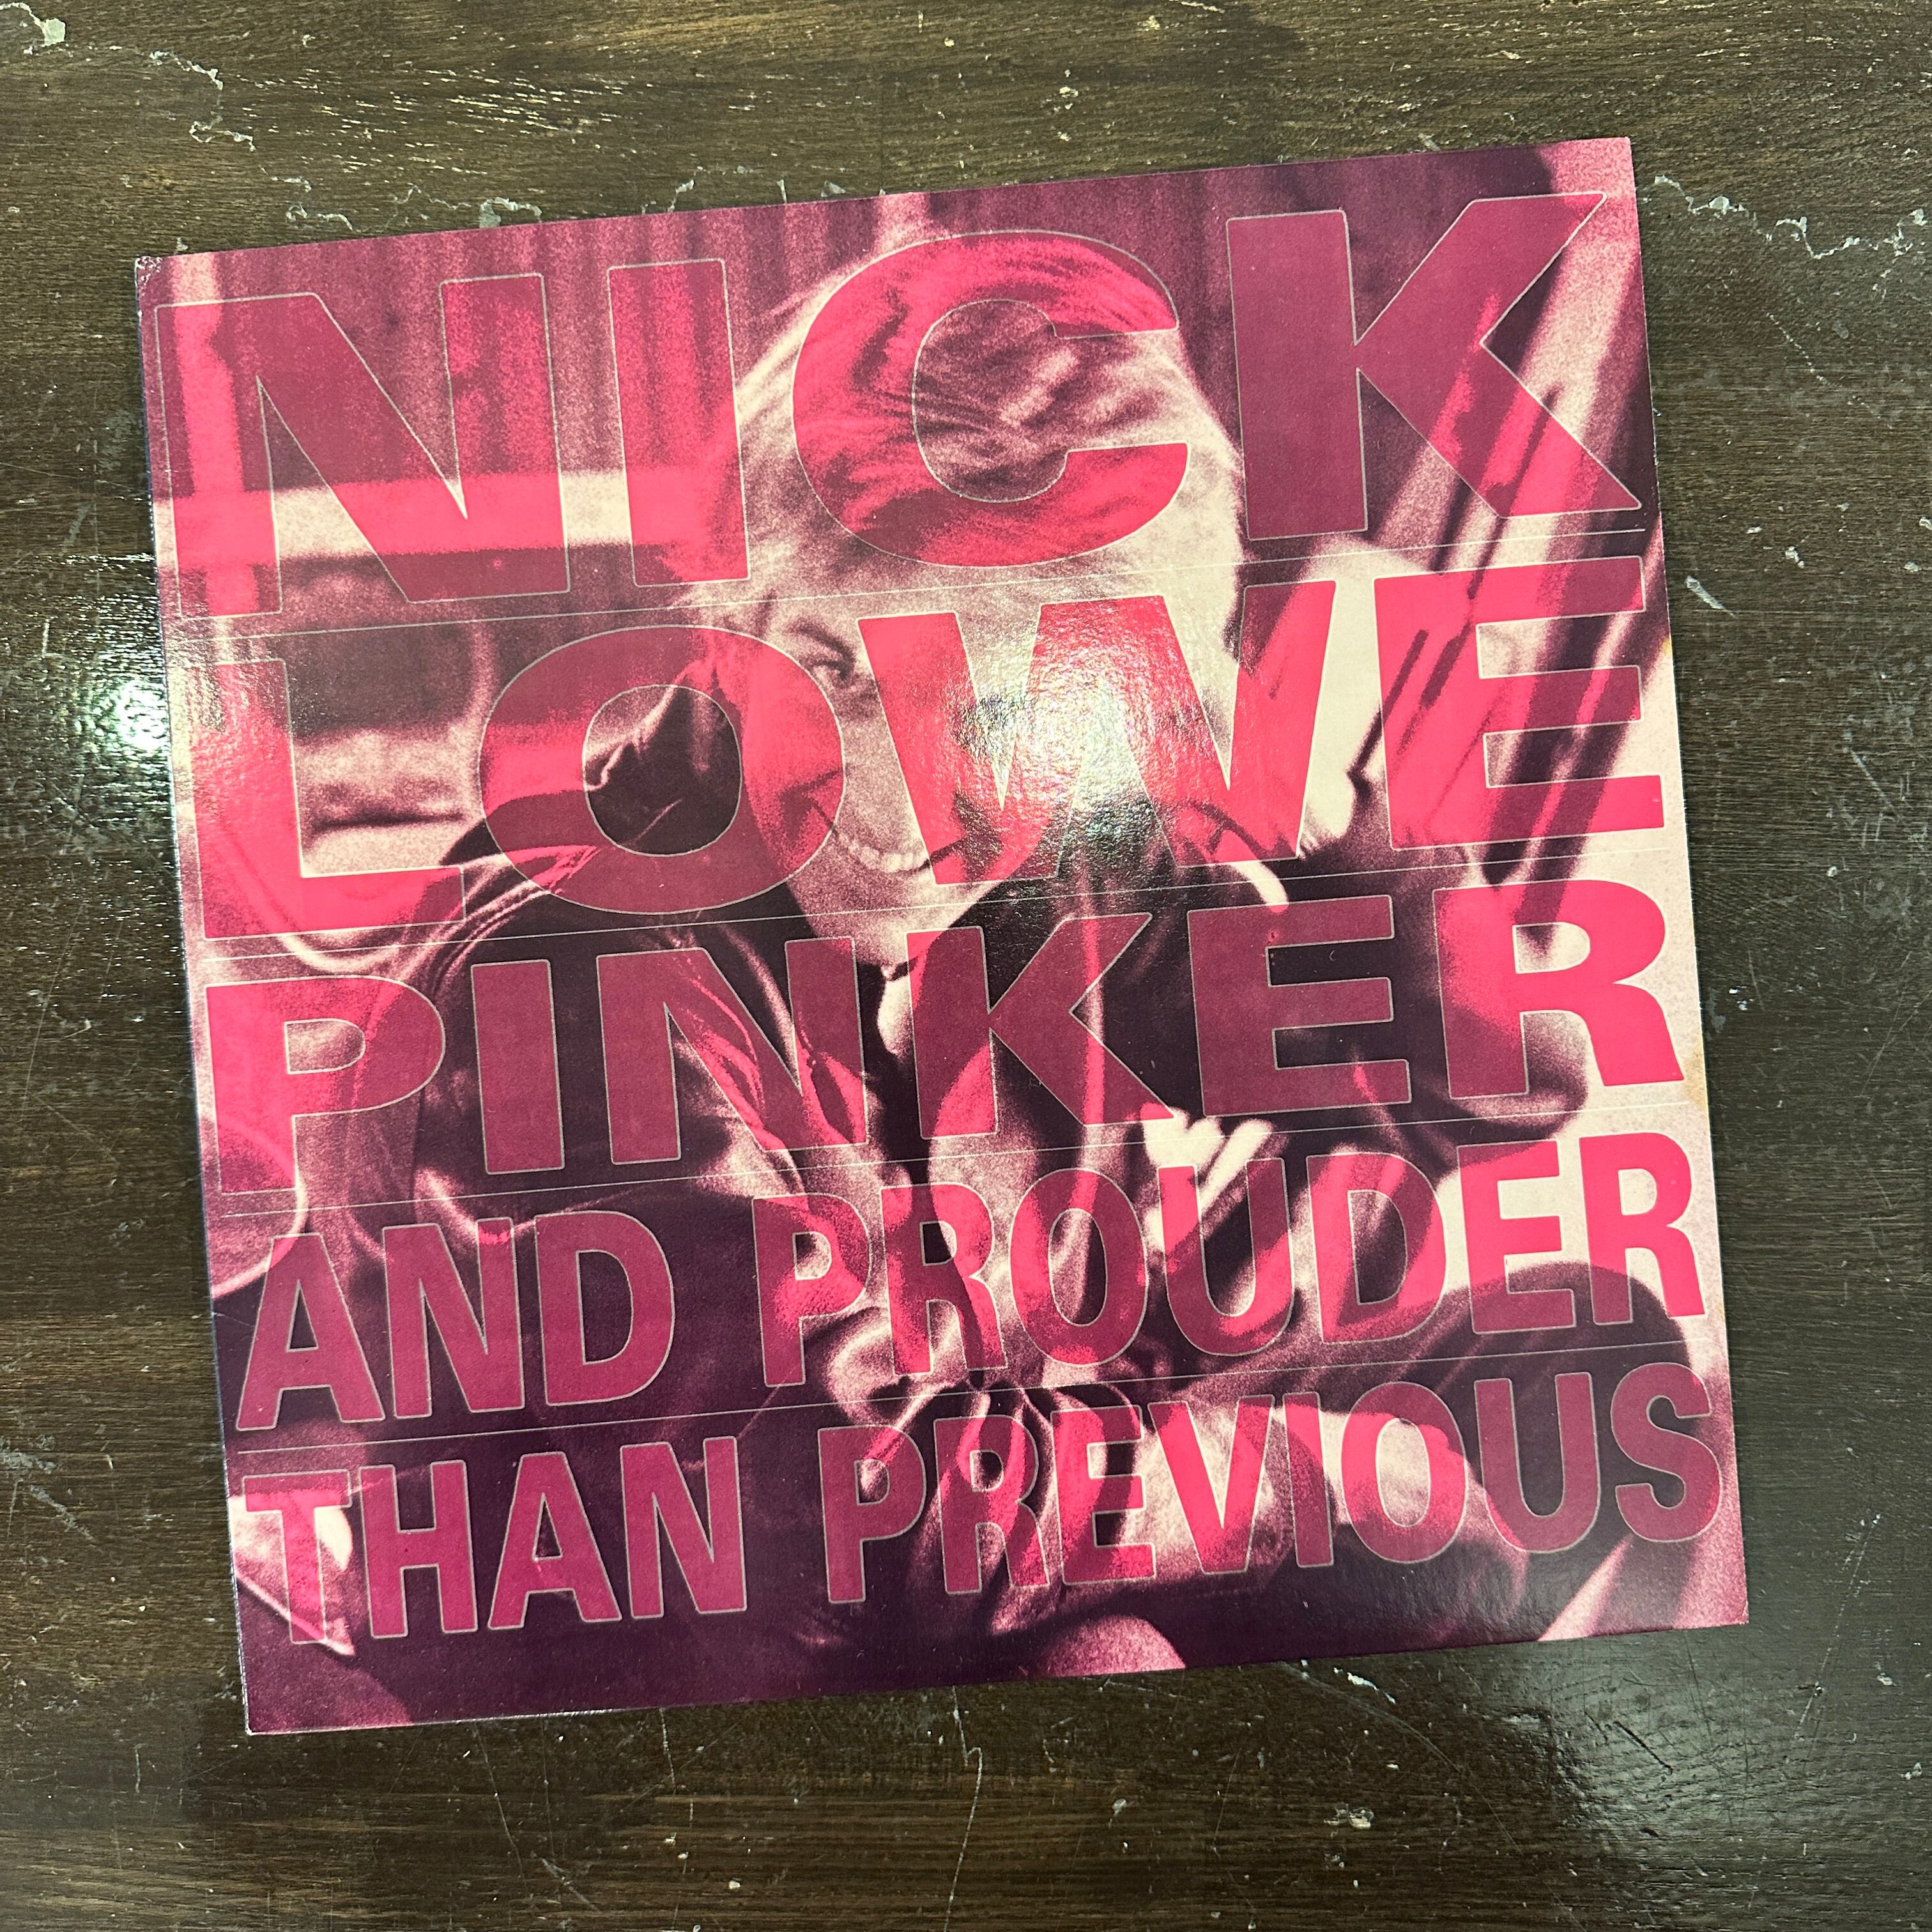 NICK
LOWE
PINKER
AND PROUDER
THAN PREVIOUS